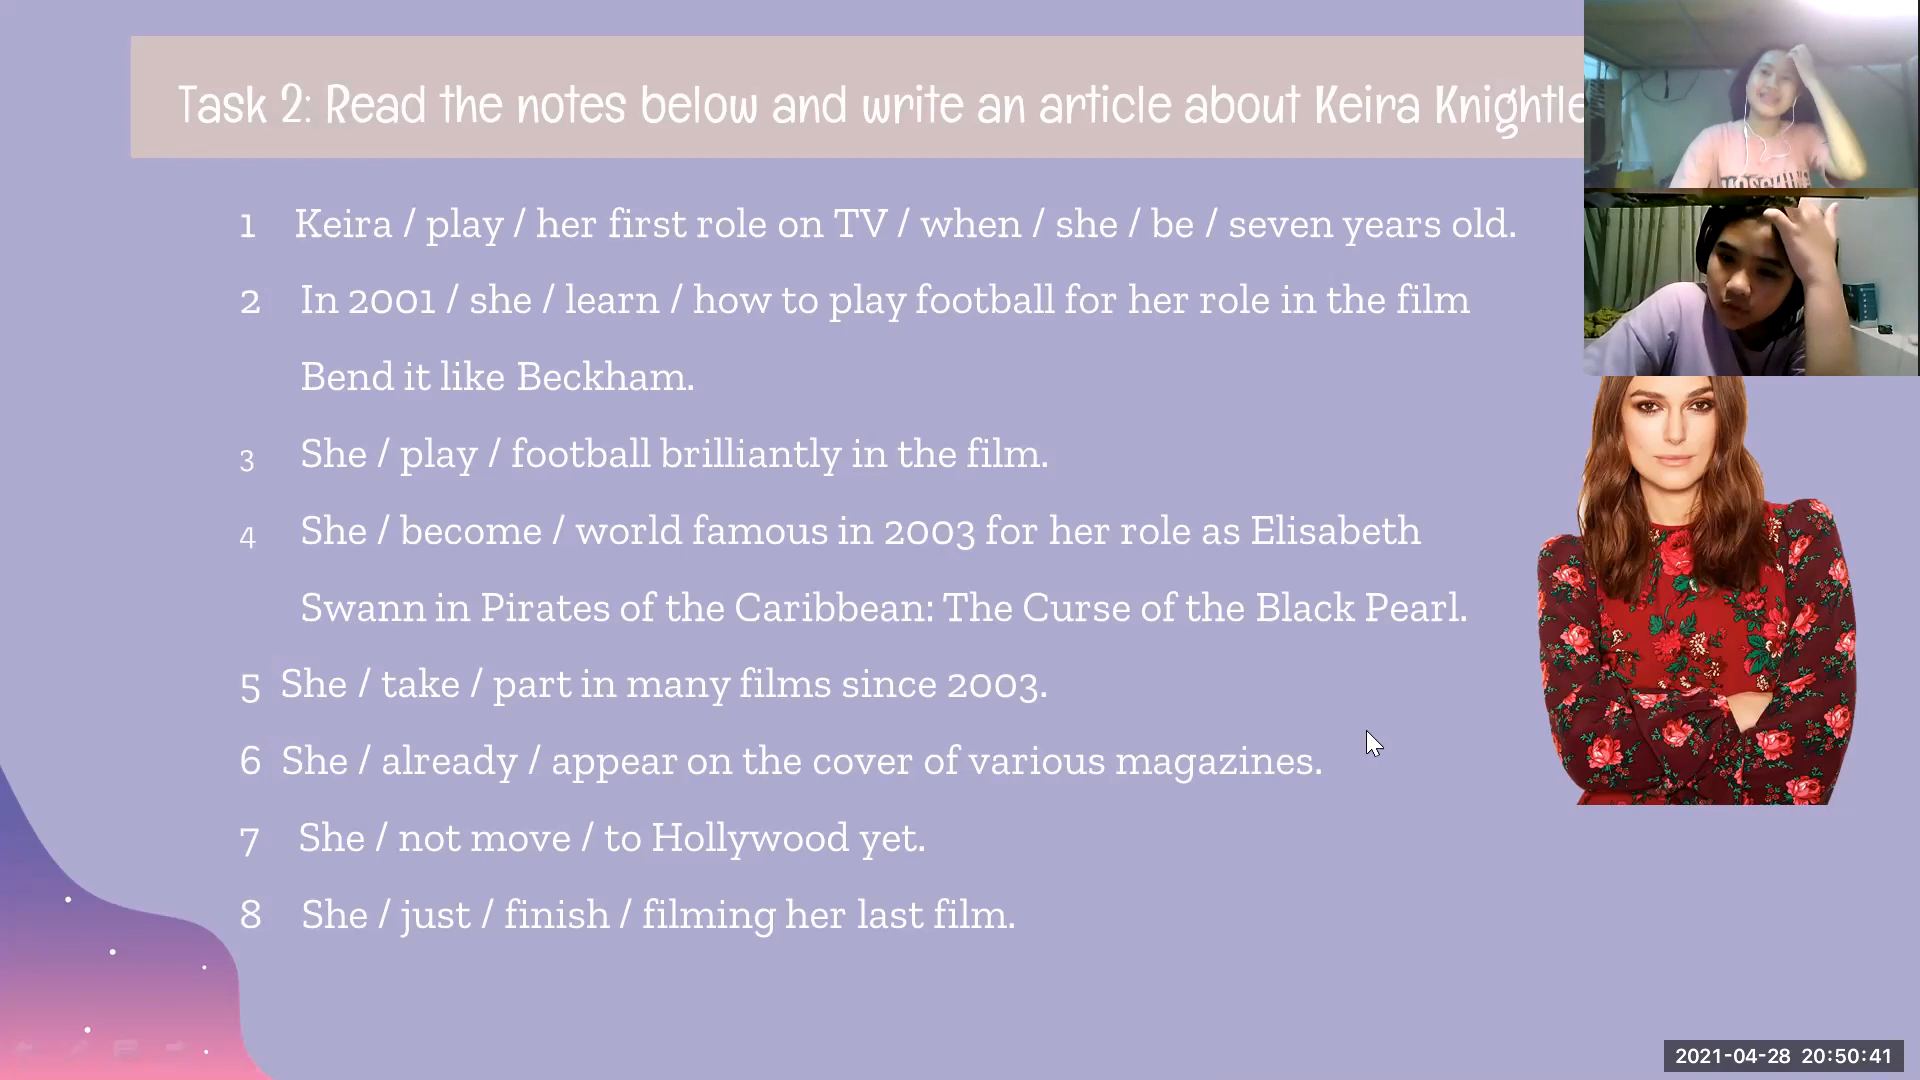 Task 2: Read the notes below and write an article about Keira Knightle
1 Keira / play / her first role on TV / when / she / be / seven years old.
2 In 2001 / she / learn / how to play football for her role in the film
Bend it like Beckham.
3 She / play / football brilliantly in the film.
4 She / become / world famous in 2003 for her role as Elisabeth
Swann in Pirates of the Caribbean: The Curse of the Black Pearl.
5 She / take / part in many films since 2003.
6 She / already / appear on the cover of various magazines.
7 She / not move / to Hollywood yet.
8 She / just / finish / filming her last film.
2021-04-28 20:50:41